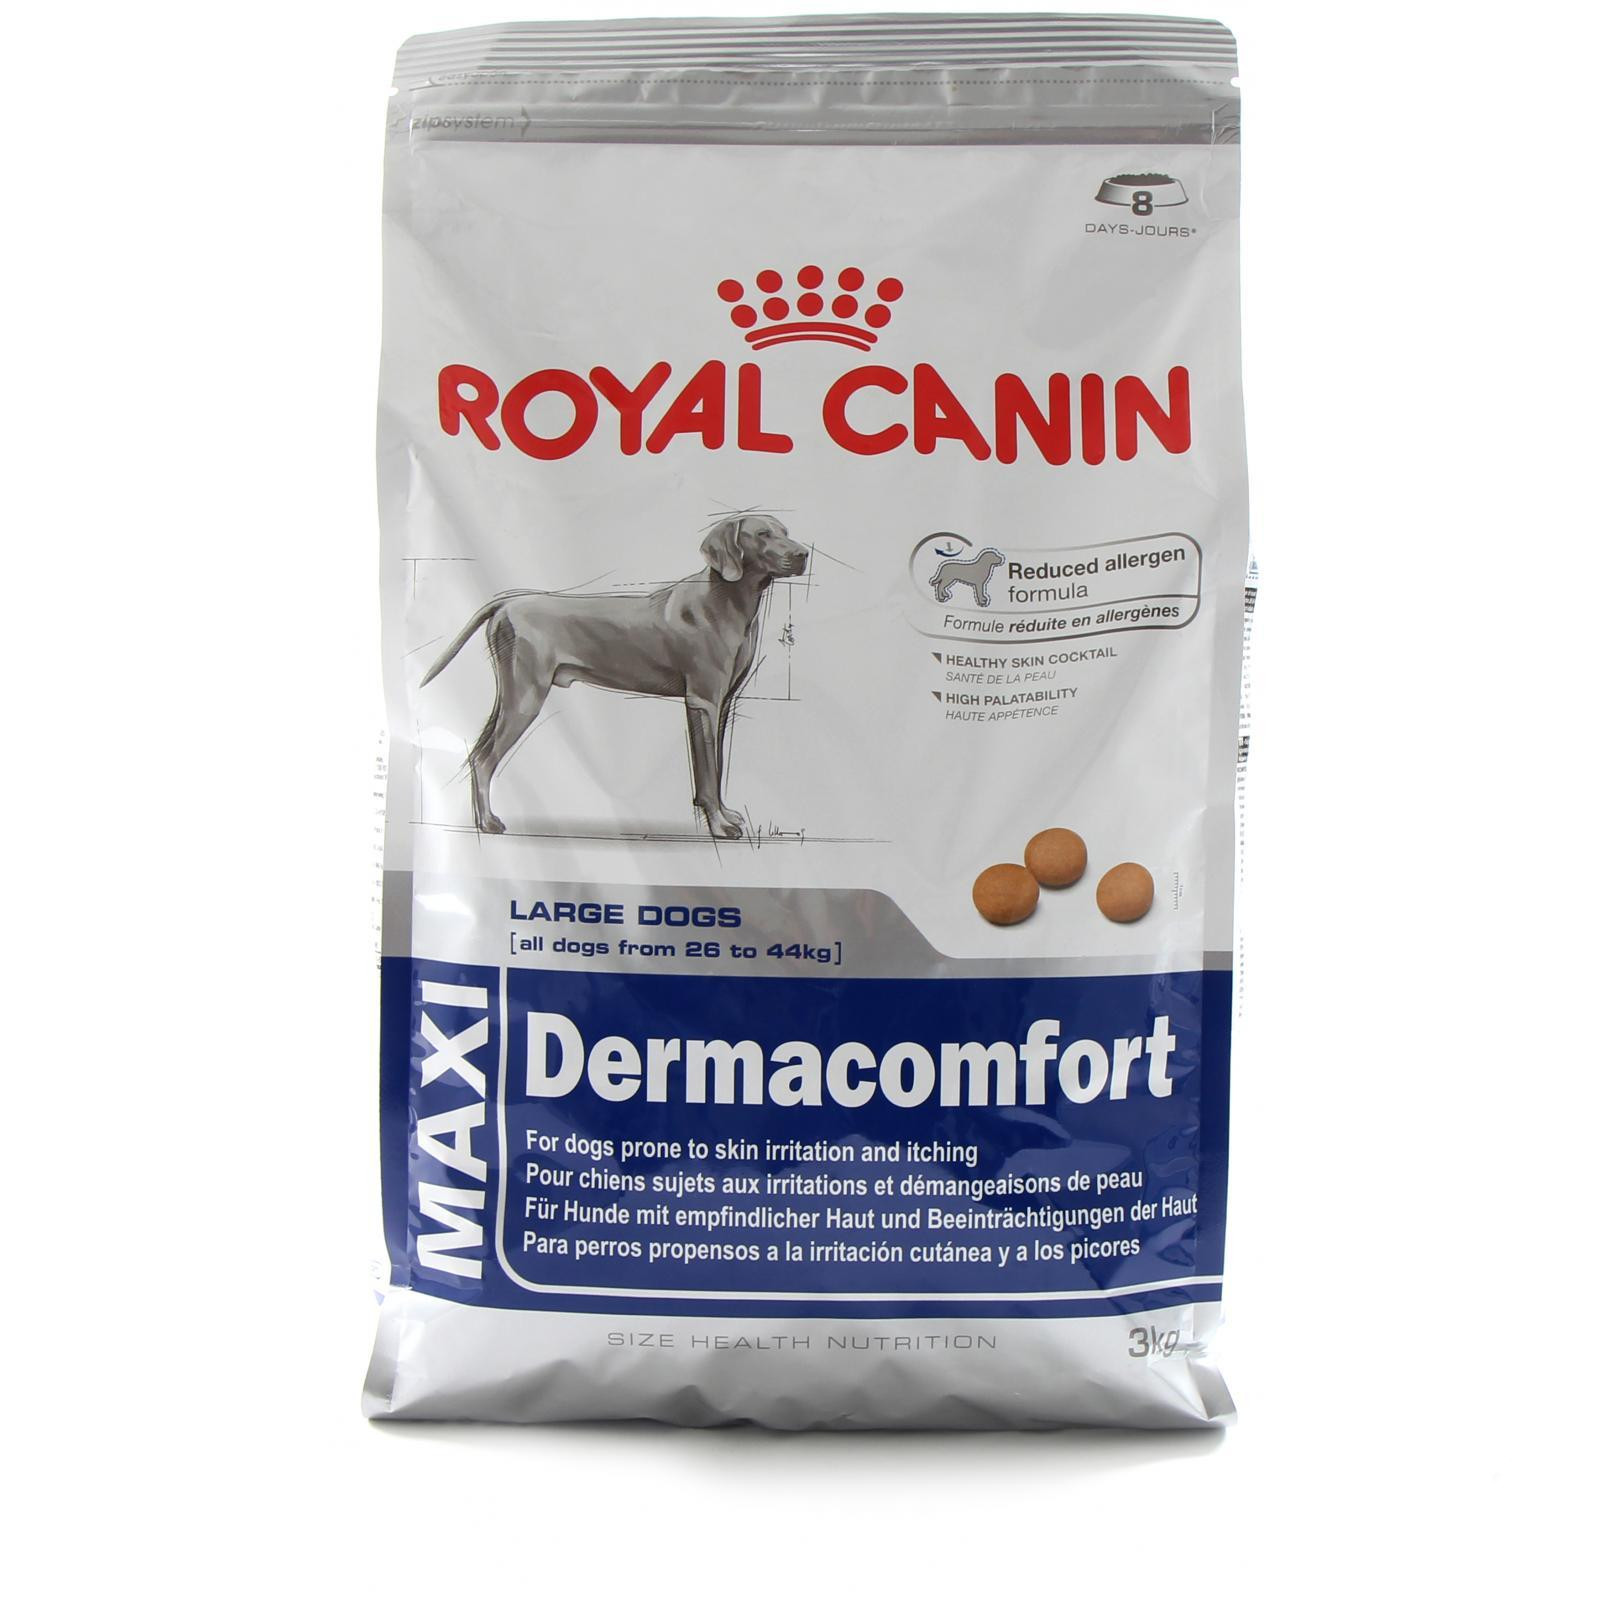 zipsystem
8
DAYS-JOURS*
ROYAL CANIN
Reduced allergen
formula
Formule réduite en allergènes
HEALTHY SKIN COCKTAIL
SANTÉ DE LA PEAU
HIGH PALATABILITY
HAUTE APPÉTENCE
LARGE DOGS
[all dogs from 26 to 44kg]
MAXI
Dermacomfort
For dogs prone to skin irritation and itching
Pour chiens sujets aux irritations et démangeaisons de peau
Für Hunde mit empfindlicher Haut und Beeinträchtigungen der Haut
Para perros propensos a la irritación cutánea y a los picores
SIZE HEALTH NUTRITION
3kg